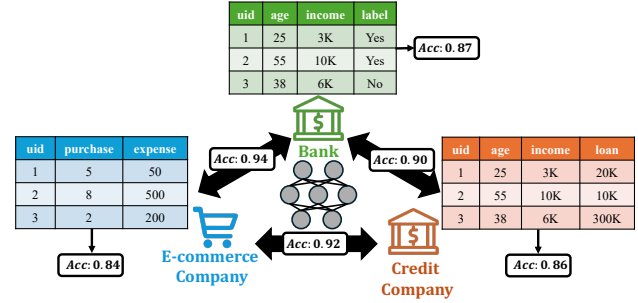 uid age income label
1 25 3K Yes
2 55 10K Yes
3 38 6K No
Acc: 0.87
$
Bank
uid purchase expense
1 5 50
2 8 500
3 2 200
Acc: 0.94
Acc: 0.90
uid age income loan
1 25 3K 20K
2 55 10K 10K
3 38 6K 300K
Acc: 0.84
E-commerce
Company
Acc: 0.92
$
Credit
Company
Acc: 0.86